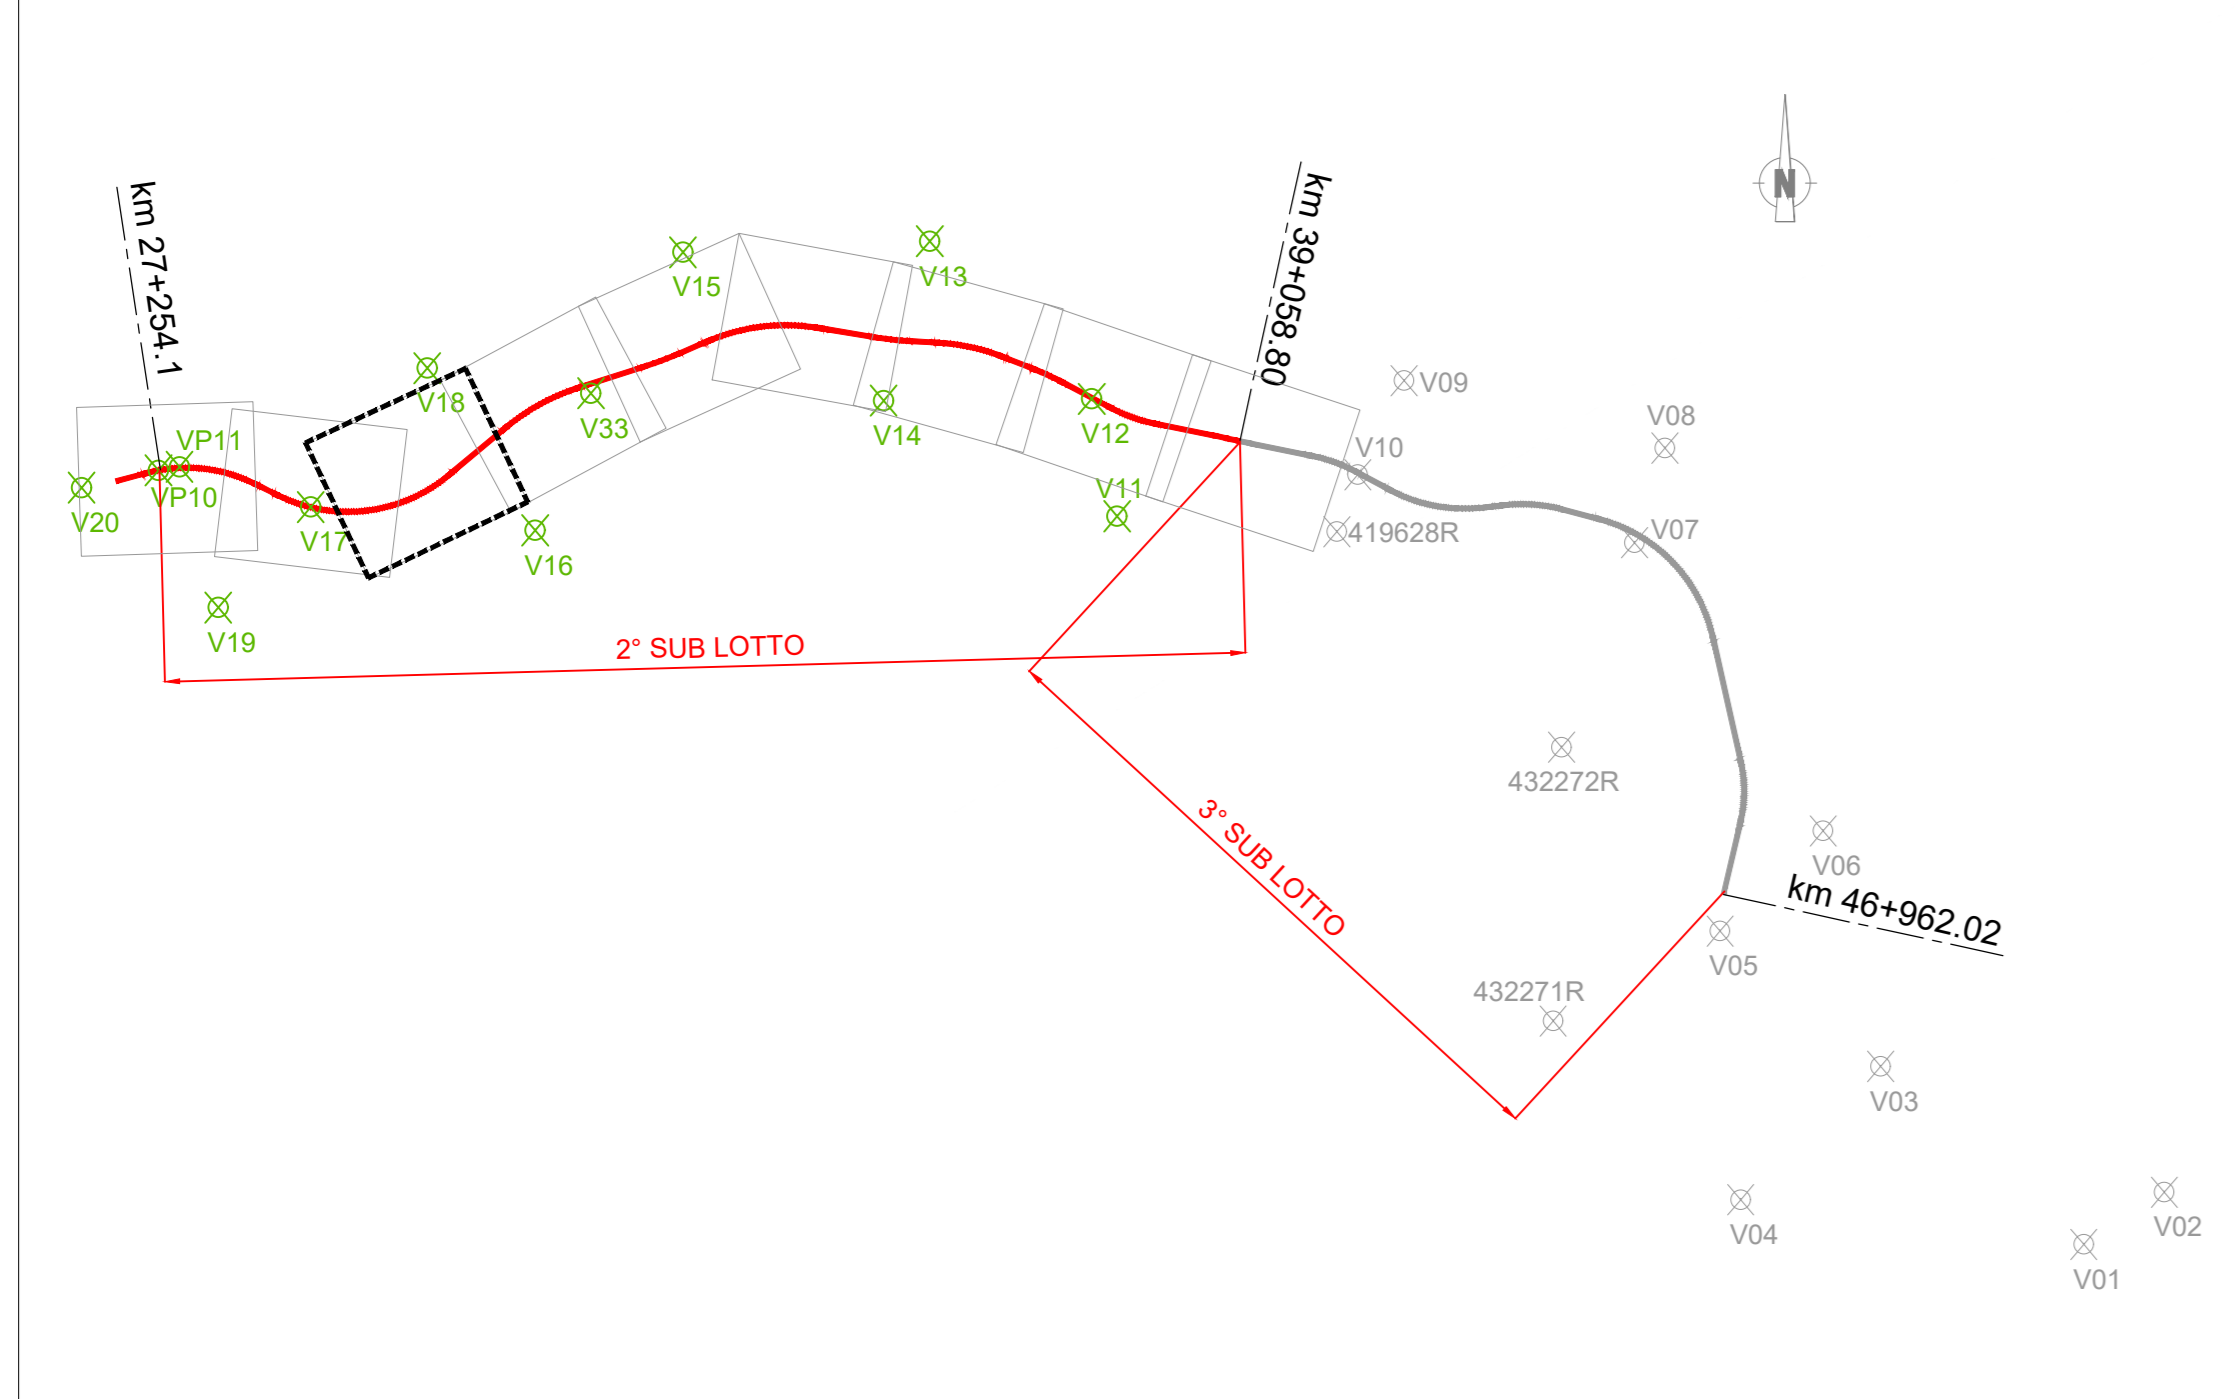 km 27+254.1
km 39+058.80
N
V13
V15
V09
V08
V18
V33
V14
V12
V10
VP11
VP10
V20
V17
V11
419628R
V07
V16
V19
2° SUB LOTTO
432272R
3° SUB LOTTO
V06
km 46+962.02
V05
432271R
V03
V04
V02
V01